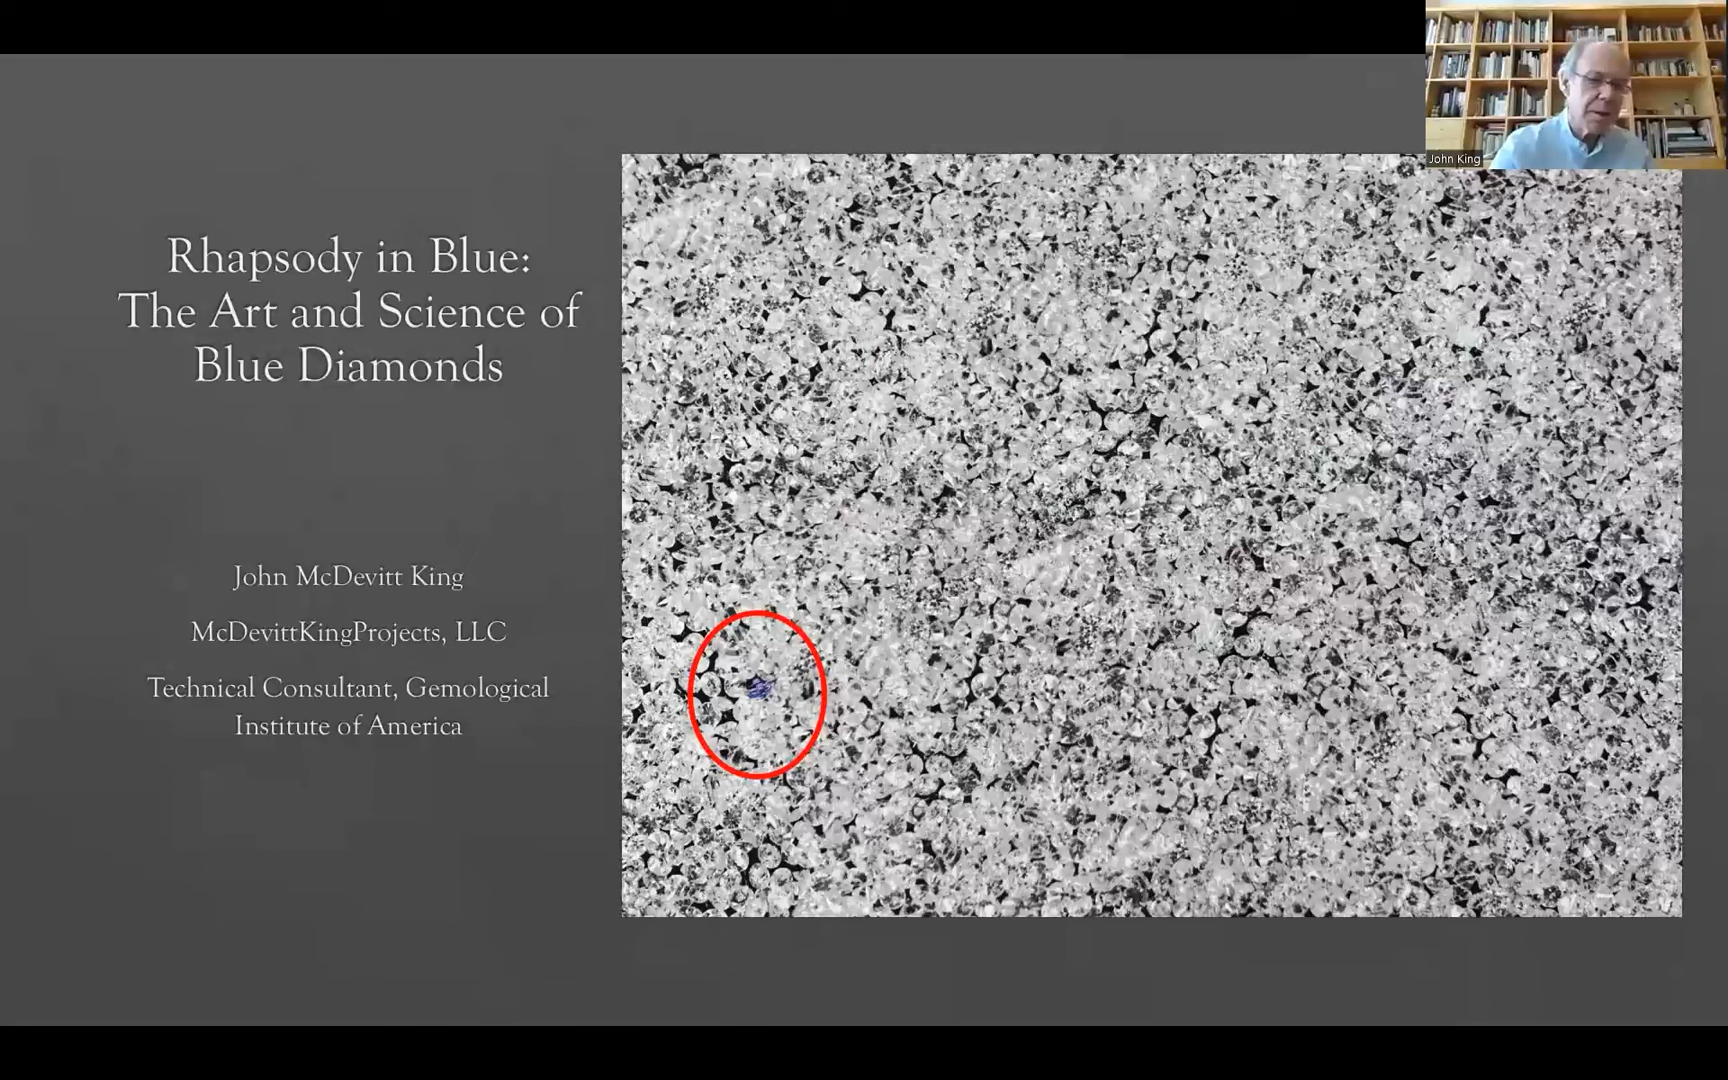 Rhapsody in Blue:
The Art and Science of
Blue Diamonds
John McDevitt King
McDevittKingProjects, LLC
Technical Consultant, Gemological
Institute of America
John King